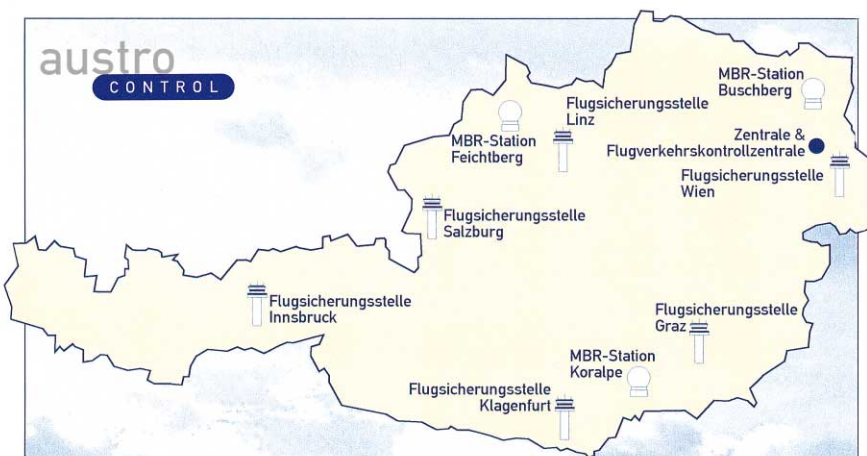 austro
CONTROL
MBR-Station
Buschberg
Flugsicherungsstelle
Linz
MBR-Station
Feichtberg
Zentrale &
Flugverkehrskontrollzentrale
Flugsicherungsstelle
Wien
Flugsicherungsstelle
Salzburg
Flugsicherungsstelle
Innsbruck
Flugsicherungsstelle
Graz
MBR-Station
Koralpe
Flugsicherungsstelle
Klagenfurt